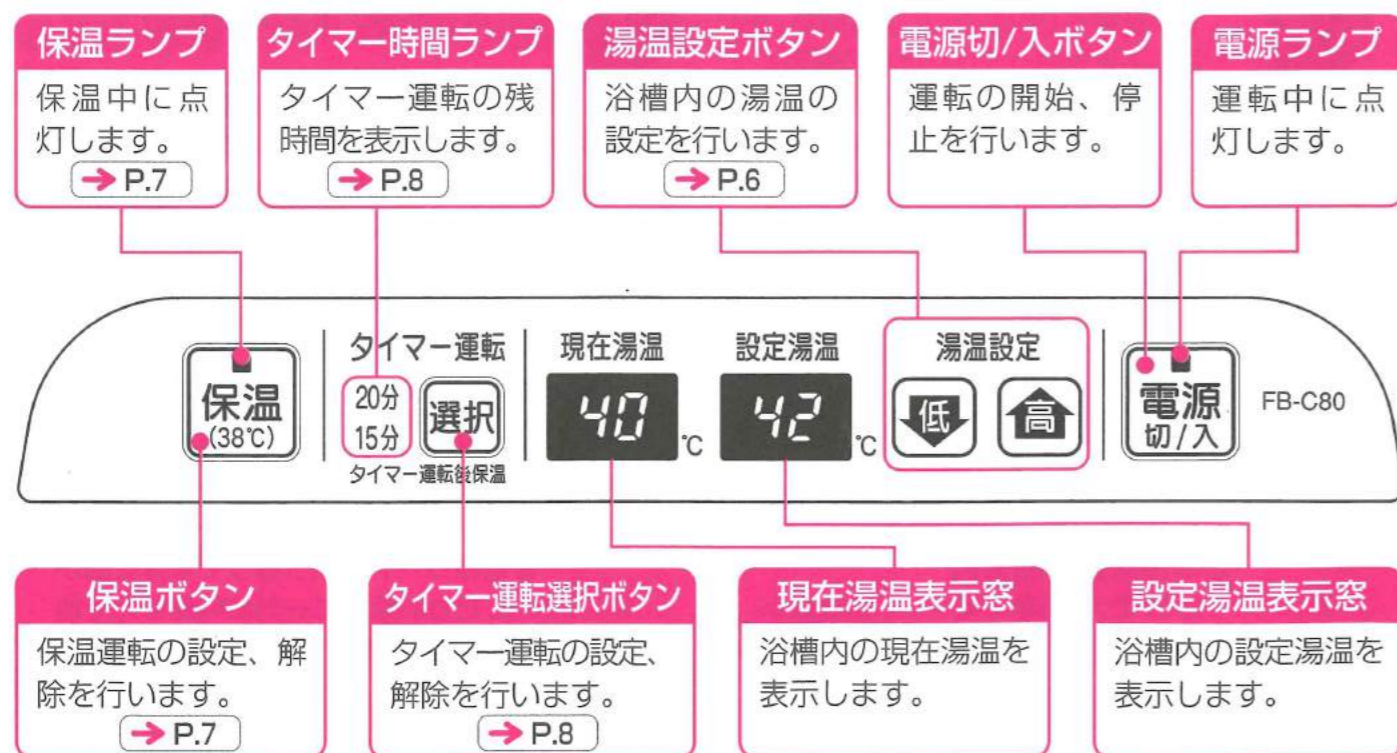 保温ランプ
保温中に点
灯します。
➔ P.7
タイマー時間ランプ
タイマー運転の残
時間を表示します。
➔ P.8
湯温設定ボタン
浴槽内の湯温の
設定を行います。
➔ P.6
電源切/入ボタン
運転の開始、停
止を行います。
電源ランプ
運転中に点
灯します。
保温
(38℃)
タイマー運転
20分
15分
選択
タイマー運転後保温
現在湯温
40
℃
設定湯温
42
℃
湯温設定
低
高
電源
切/入
FB-C80
保温ボタン
保温運転の設定、解
除を行います。
➔ P.7
タイマー運転選択ボタン
タイマー運転の設定、
解除を行います。
➔ P.8
現在湯温表示窓
浴槽内の現在湯温を
表示します。
設定湯温表示窓
浴槽内の設定湯温を
表示します。